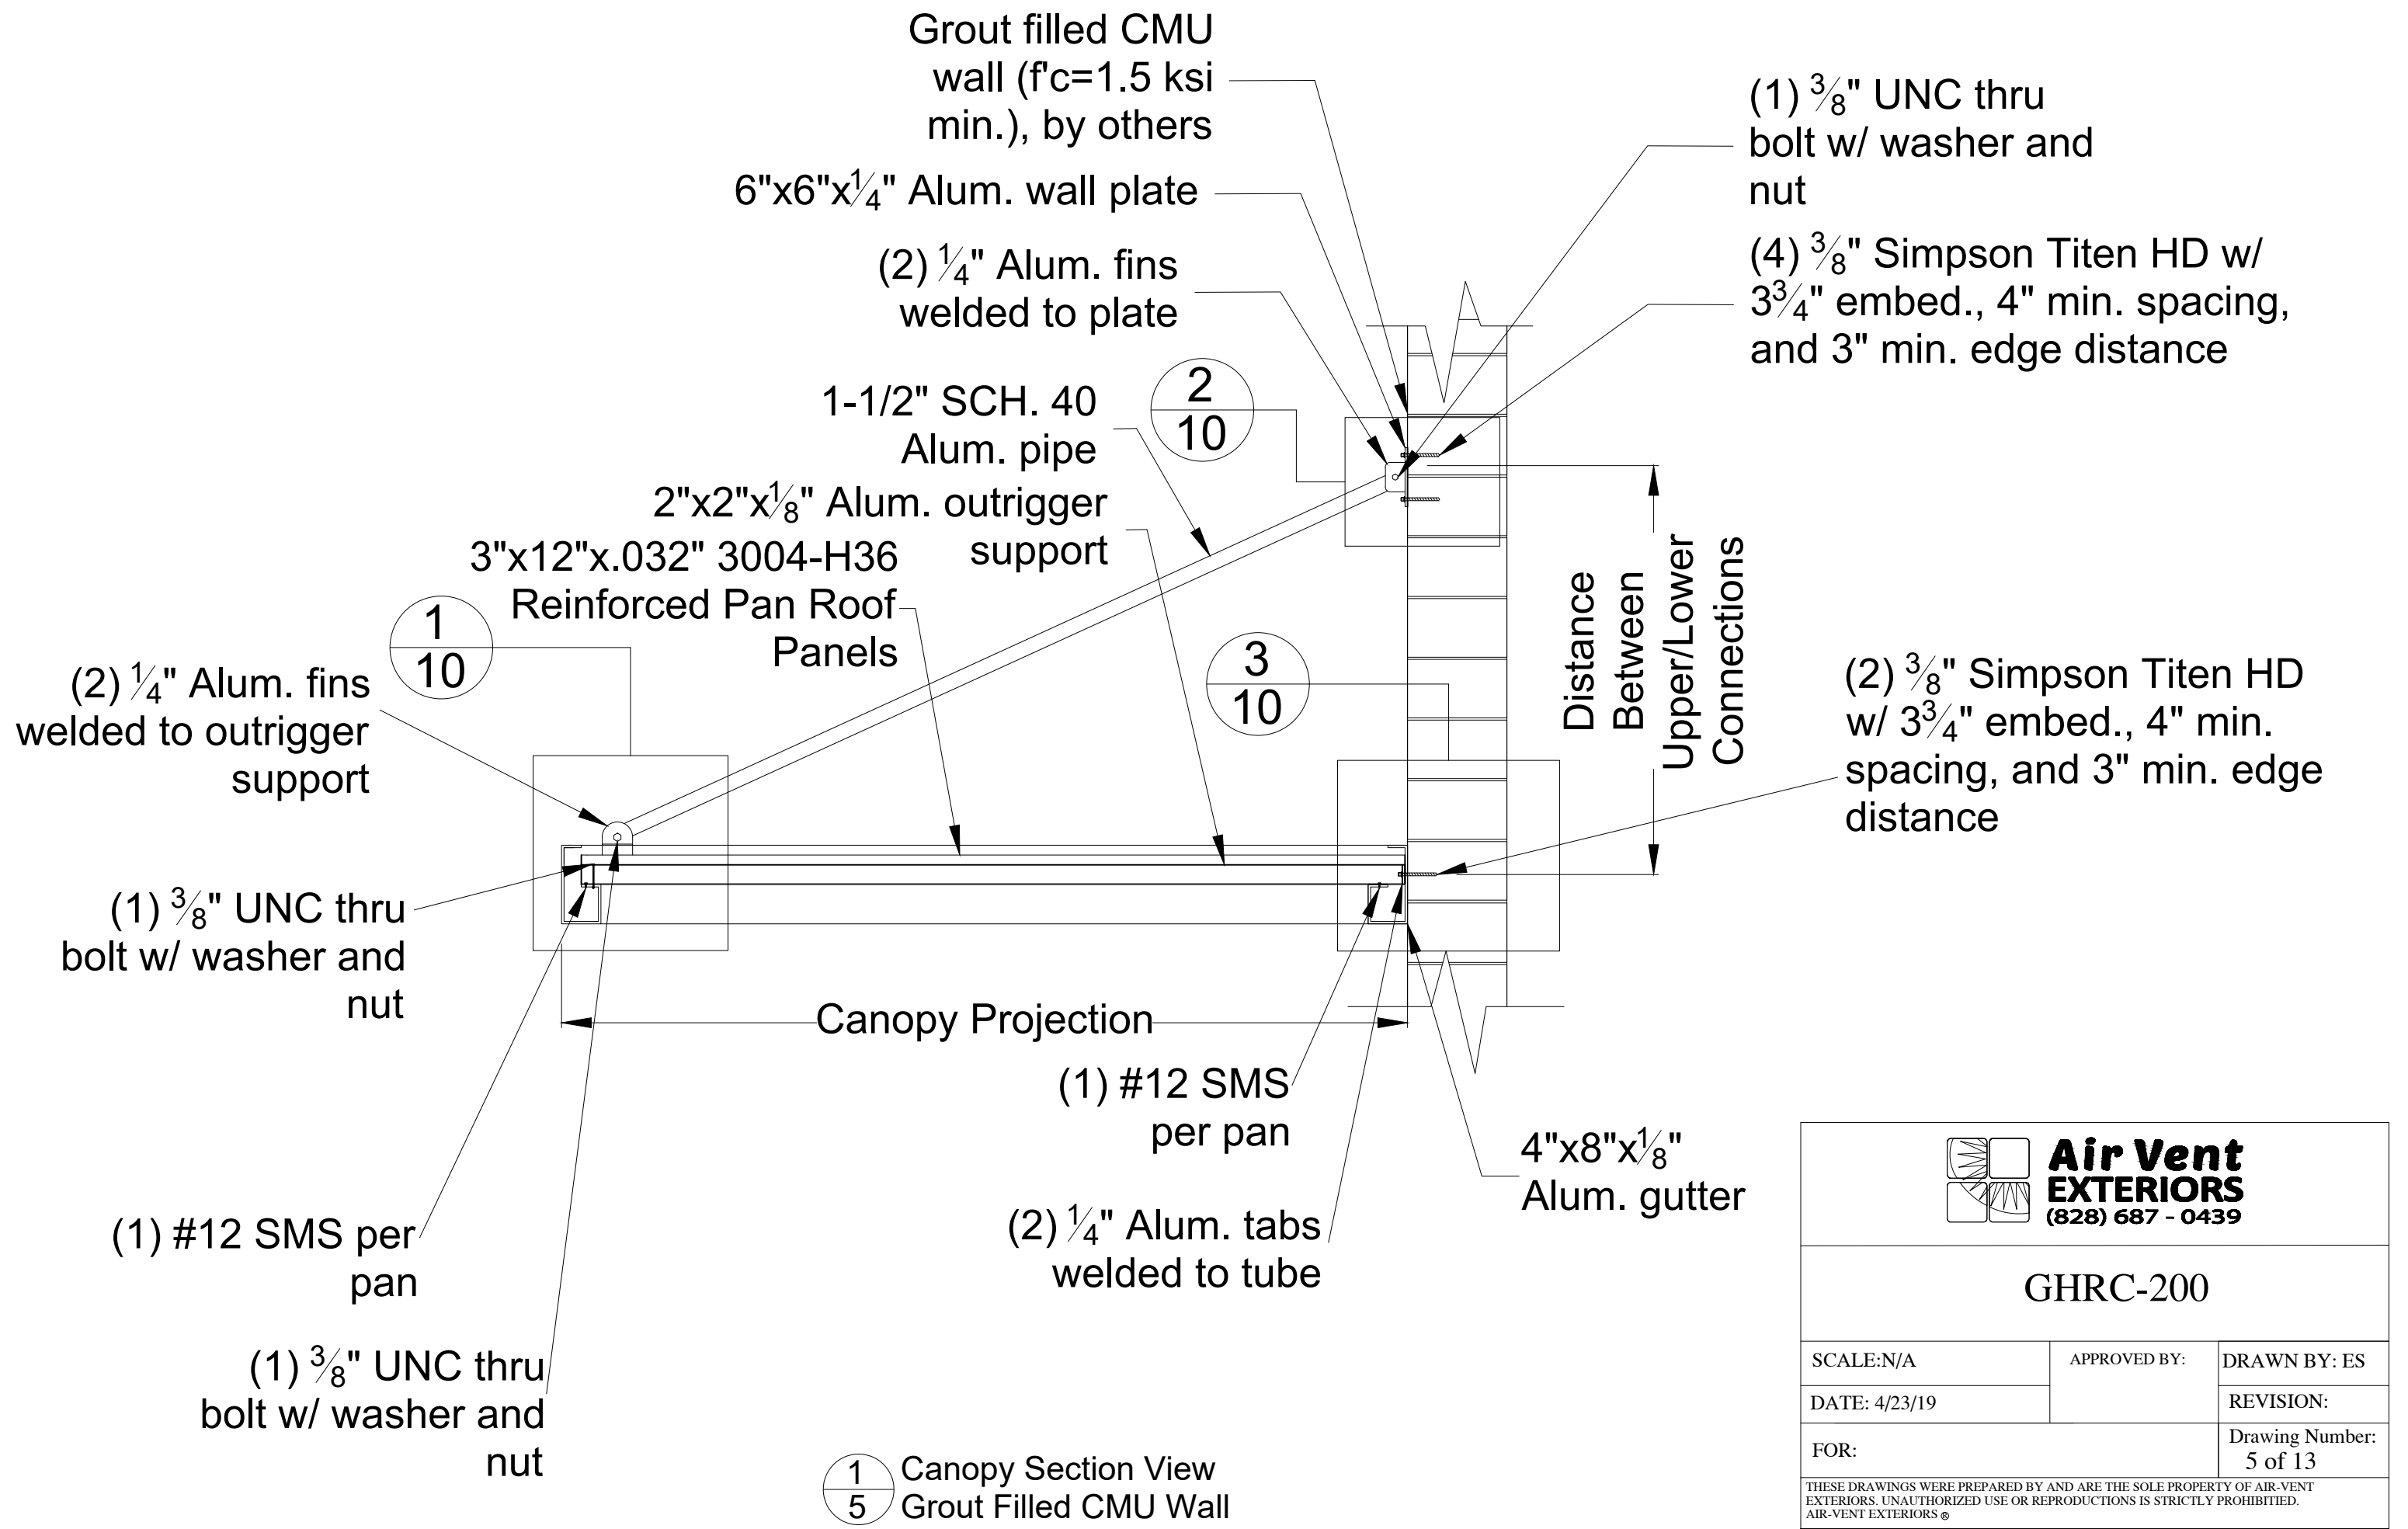 Grout filled CMU
wall (f'c=1.5 ksi
min.), by others
6"x6"x1⁄4" Alum. wall plate
(2) 1⁄4" Alum. fins
welded to plate
1-1/2" SCH. 40
Alum. pipe
2"x2"x1⁄8" Alum. outrigger
support
3"x12"x.032" 3004-H36
Reinforced Pan Roof
Panels
2
10
1
10
3
10
(1) 3⁄8" UNC thru
bolt w/ washer and
nut
(4) 3⁄8" Simpson Titen HD w/
33⁄4" embed., 4" min. spacing,
and 3" min. edge distance
Distance
Between
Upper/Lower
Connections
(2) 3⁄8" Simpson Titen HD
w/ 33⁄4" embed., 4" min.
spacing, and 3" min. edge
distance
(2) 1⁄4" Alum. fins
welded to outrigger
support
(1) 3⁄8" UNC thru
bolt w/ washer and
nut
(1) #12 SMS per
pan
(1) 3⁄8" UNC thru
bolt w/ washer and
nut
Canopy Projection
(1) #12 SMS
per pan
(2) 1⁄4" Alum. tabs
welded to tube
4"x8"x1⁄8"
Alum. gutter
1
5
Canopy Section View
Grout Filled CMU Wall
Air Vent
EXTERIORS
(828) 687 - 0439
GHRC-200
SCALE:N/A
APPROVED BY:
DRAWN BY: ES
DATE: 4/23/19
REVISION:
FOR:
Drawing Number:
5 of 13
THESE DRAWINGS WERE PREPARED BY AND ARE THE SOLE PROPERTY OF AIR-VENT
EXTERIORS. UNAUTHORIZED USE OR REPRODUCTIONS IS STRICTLY PROHIBITIED.
AIR-VENT EXTERIORS ®